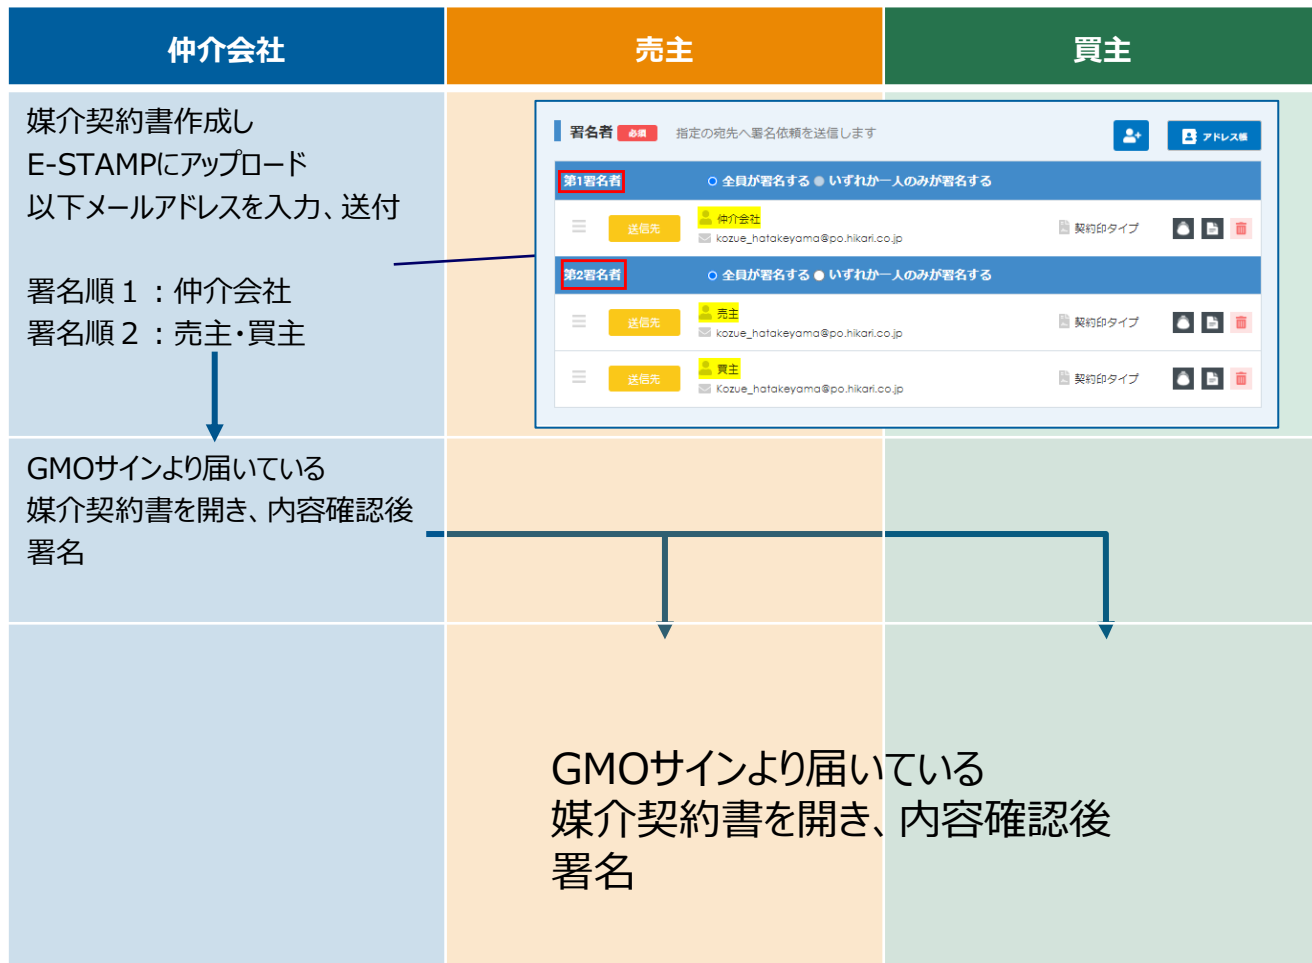 仲介会社
売主
買主
媒介契約書作成し
E-STAMPにアップロード
以下メールアドレスを入力、送付
署名順１：仲介会社
署名順２：売主・買主
署名者 必須 指定の宛先へ署名依頼を送信します
アドレス帳
第1署名者 全員が署名する いずれか一人のみが署名する
送信先 仲介会社 契約印タイプ
kozue_hatakeyama@po.hikari.co.jp
第2署名者 全員が署名する いずれか一人のみが署名する
送信先 売主 契約印タイプ
kozue_hatakeyama@po.hikari.co.jp
送信先 買主 契約印タイプ
Kozue_hatakeyama@po.hikari.co.jp
GMOサインより届いている
媒介契約書を開き、内容確認後
署名
GMOサインより届いている
媒介契約書を開き、内容確認後
署名